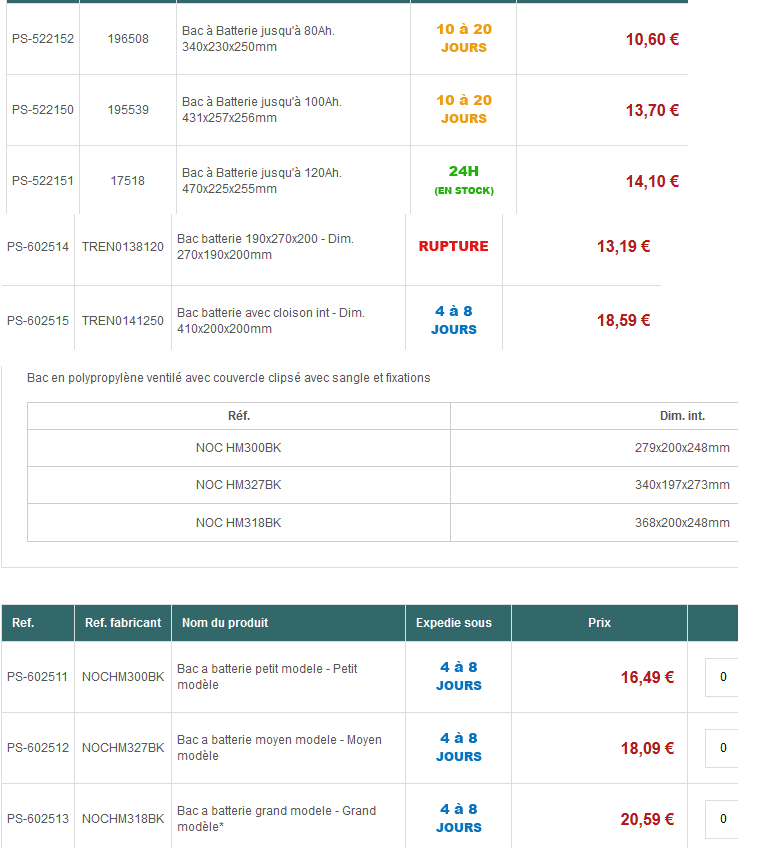 PS-522152 196508 Bac à Batterie jusqu'à 80Ah. 10 à 20 10,60 €
340x230x250mm JOURS
PS-522150 195539 Bac à Batterie jusqu'à 100Ah. 10 à 20 13,70 €
431x257x256mm JOURS
PS-522151 17518 Bac à Batterie jusqu'à 120Ah. 24H 14,10 €
470x225x255mm (EN STOCK)
PS-602514 TREN0138120 Bac batterie 190x270x200 - Dim. RUPTURE 13,19 €
270x190x200mm
PS-602515 TREN0141250 Bac batterie avec cloison int - Dim. 4 à 8 18,59 €
410x200x200mm JOURS
Bac en polypropylène ventilé avec couvercle clipsé avec sangle et fixations
Réf. Dim. int.
NOC HM300BK 279x200x248mm
NOC HM327BK 340x197x273mm
NOC HM318BK 368x200x248mm
Ref. Ref. fabricant Nom du produit Expedie sous Prix
PS-602511 NOCHM300BK Bac a batterie petit modele - Petit 4 à 8 16,49 € 0
modèle JOURS
PS-602512 NOCHM327BK Bac a batterie moyen modele - Moyen 4 à 8 18,09 € 0
modèle JOURS
PS-602513 NOCHM318BK Bac a batterie grand modele - Grand 4 à 8 20,59 € 0
modèle* JOURS